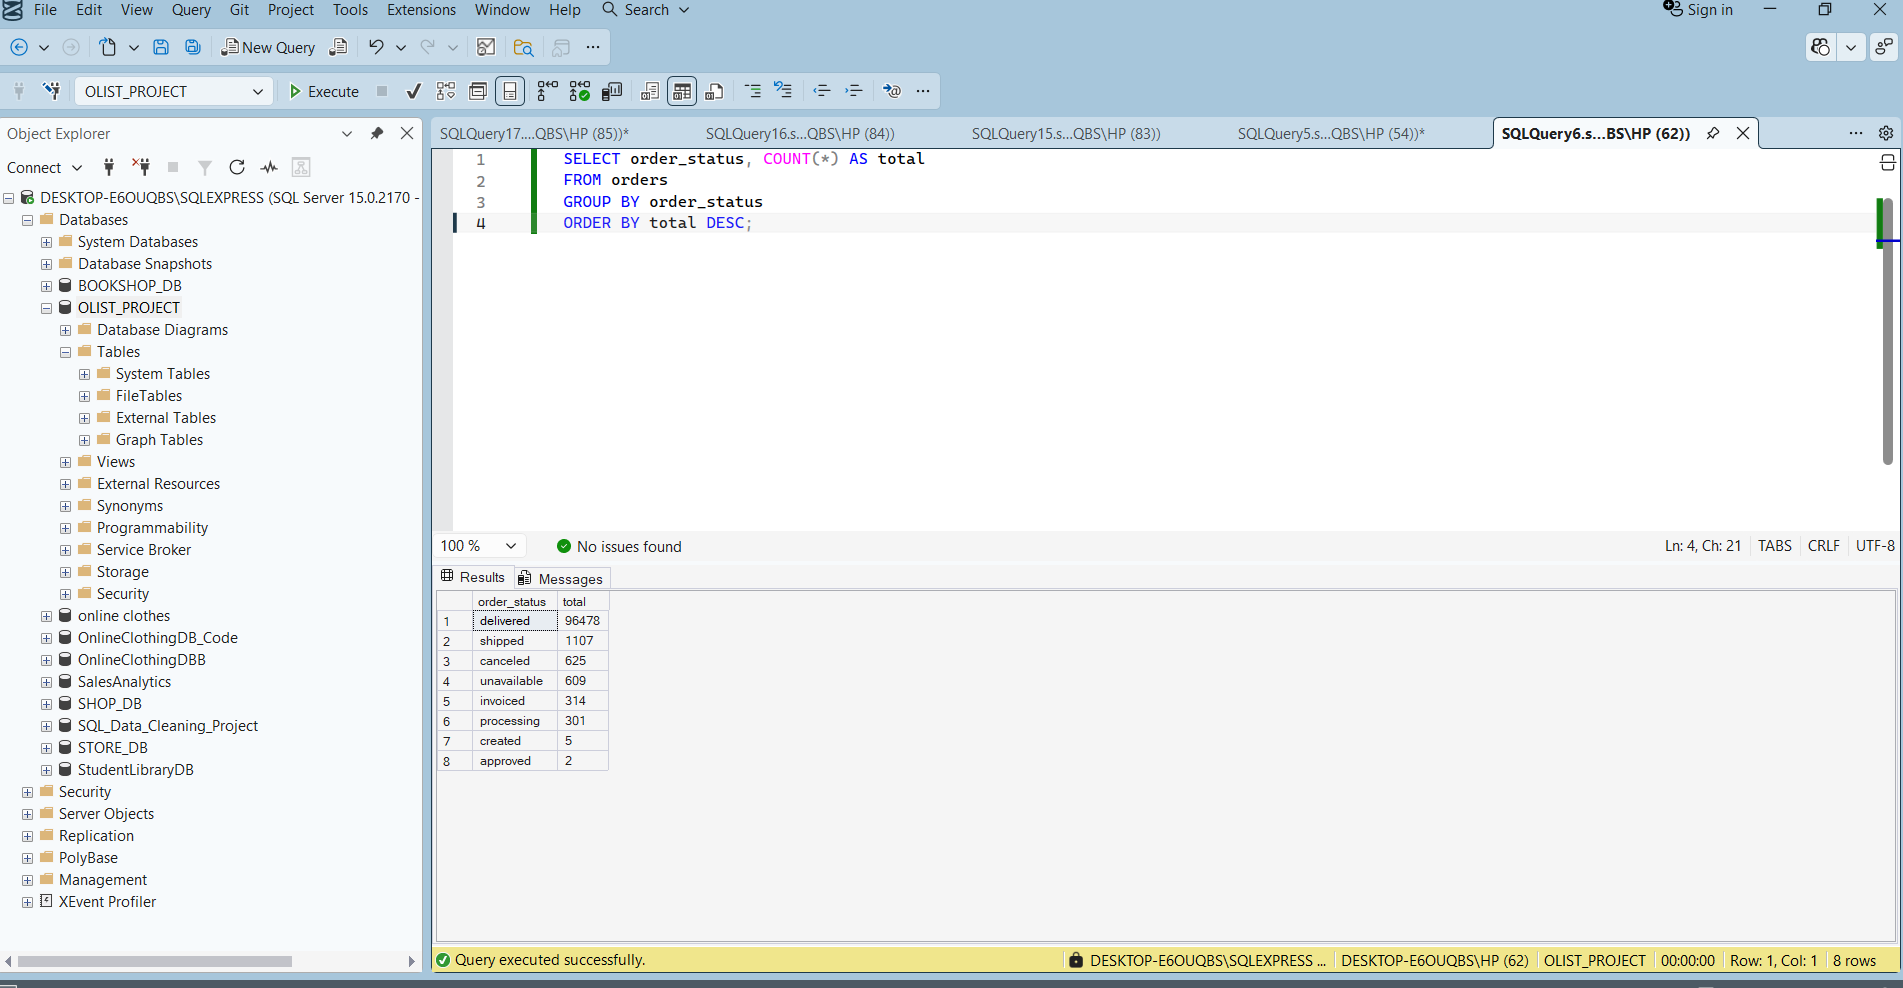 File Edit View Query Git Project Tools Extensions Window Help Search Sign in
New Query
OLIST_PROJECT Execute
Object Explorer
Connect
DESKTOP-E6OUQBS\SQLEXPRESS (SQL Server 15.0.2170 -
Databases
System Databases
Database Snapshots
BOOKSHOP_DB
OLIST_PROJECT
Database Diagrams
Tables
System Tables
FileTables
External Tables
Graph Tables
Views
External Resources
Synonyms
Programmability
Service Broker
Storage
Security
online clothes
OnlineClothingDB_Code
OnlineClothingDBB
SalesAnalytics
SHOP_DB
SQL_Data_Cleaning_Project
STORE_DB
StudentLibraryDB
Security
Server Objects
Replication
PolyBase
Management
XEvent Profiler
SQLQuery17....QBS\HP (85))* SQLQuery16.s...QBS\HP (84)) SQLQuery15.s...QBS\HP (83)) SQLQuery5.s...QBS\HP (54))* SQLQuery6.s...BS\HP (62))
1 SELECT order_status, COUNT(*) AS total
2 FROM orders
3 GROUP BY order_status
4 ORDER BY total DESC;
100 % No issues found Ln: 4, Ch: 21 TABS CRLF UTF-8
Results Messages
order_status total
1 delivered 96478
2 shipped 1107
3 canceled 625
4 unavailable 609
5 invoiced 314
6 processing 301
7 created 5
8 approved 2
Query executed successfully. DESKTOP-E6OUQBS\SQLEXPRESS ... DESKTOP-E6OUQBS\HP (62) OLIST_PROJECT 00:00:00 Row: 1, Col: 1 8 rows